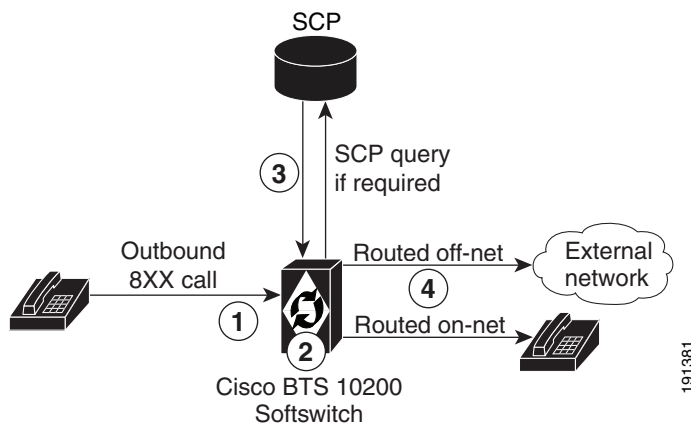 SCP
3
SCP query
if required
Outbound
8XX call
1
2
Routed off-net
4
Routed on-net
External
network
Cisco BTS 10200
Softswitch
191381